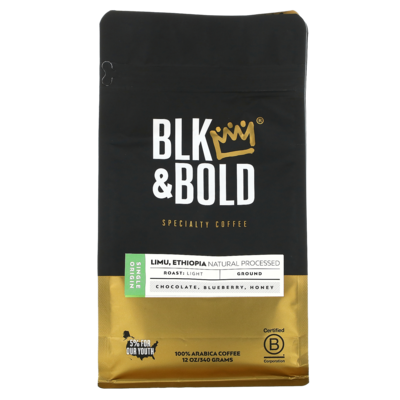 BLK ®
&BOLD
SPECIALTY COFFEE
SINGLE
ORIGIN
LIMU, ETHIOPIA NATURAL PROCESSED
ROAST: LIGHT GROUND
CHOCOLATE, BLUEBERRY, HONEY
5% FOR
OUR YOUTH
100% ARABICA COFFEE
12 OZ/340 GRAMS
Certified
B
Corporation